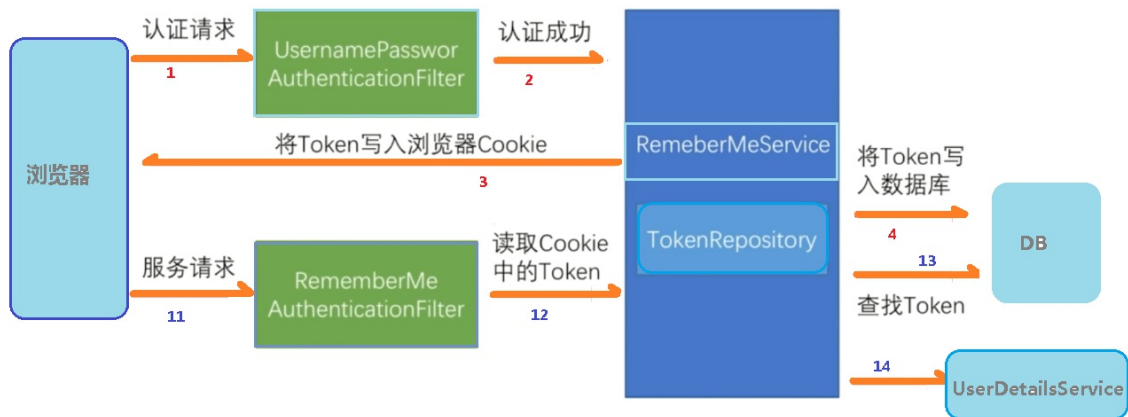 认证请求
1
UsernamePasswor
AuthenticationFilter
认证成功
2
将Token写入浏览器Cookie
3
RemeberMeService
浏览器
将Token写
入数据库
4
TokenRepository
DB
服务请求
11
RememberMe
AuthenticationFilter
读取Cookie
中的Token
12
13
查找Token
14
UserDetailsService